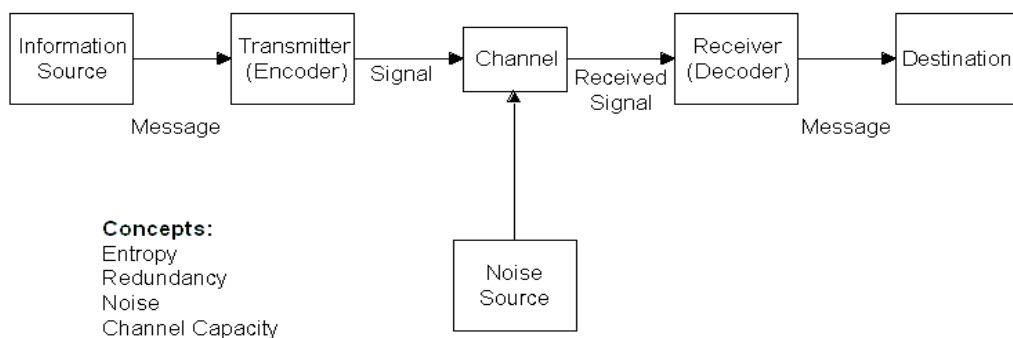 Information
Source
Message
Transmitter
(Encoder)
Signal
Channel
Received
Signal
Receiver
(Decoder)
Message
Destination
Noise
Source
Concepts:
Entropy
Redundancy
Noise
Channel Capacity